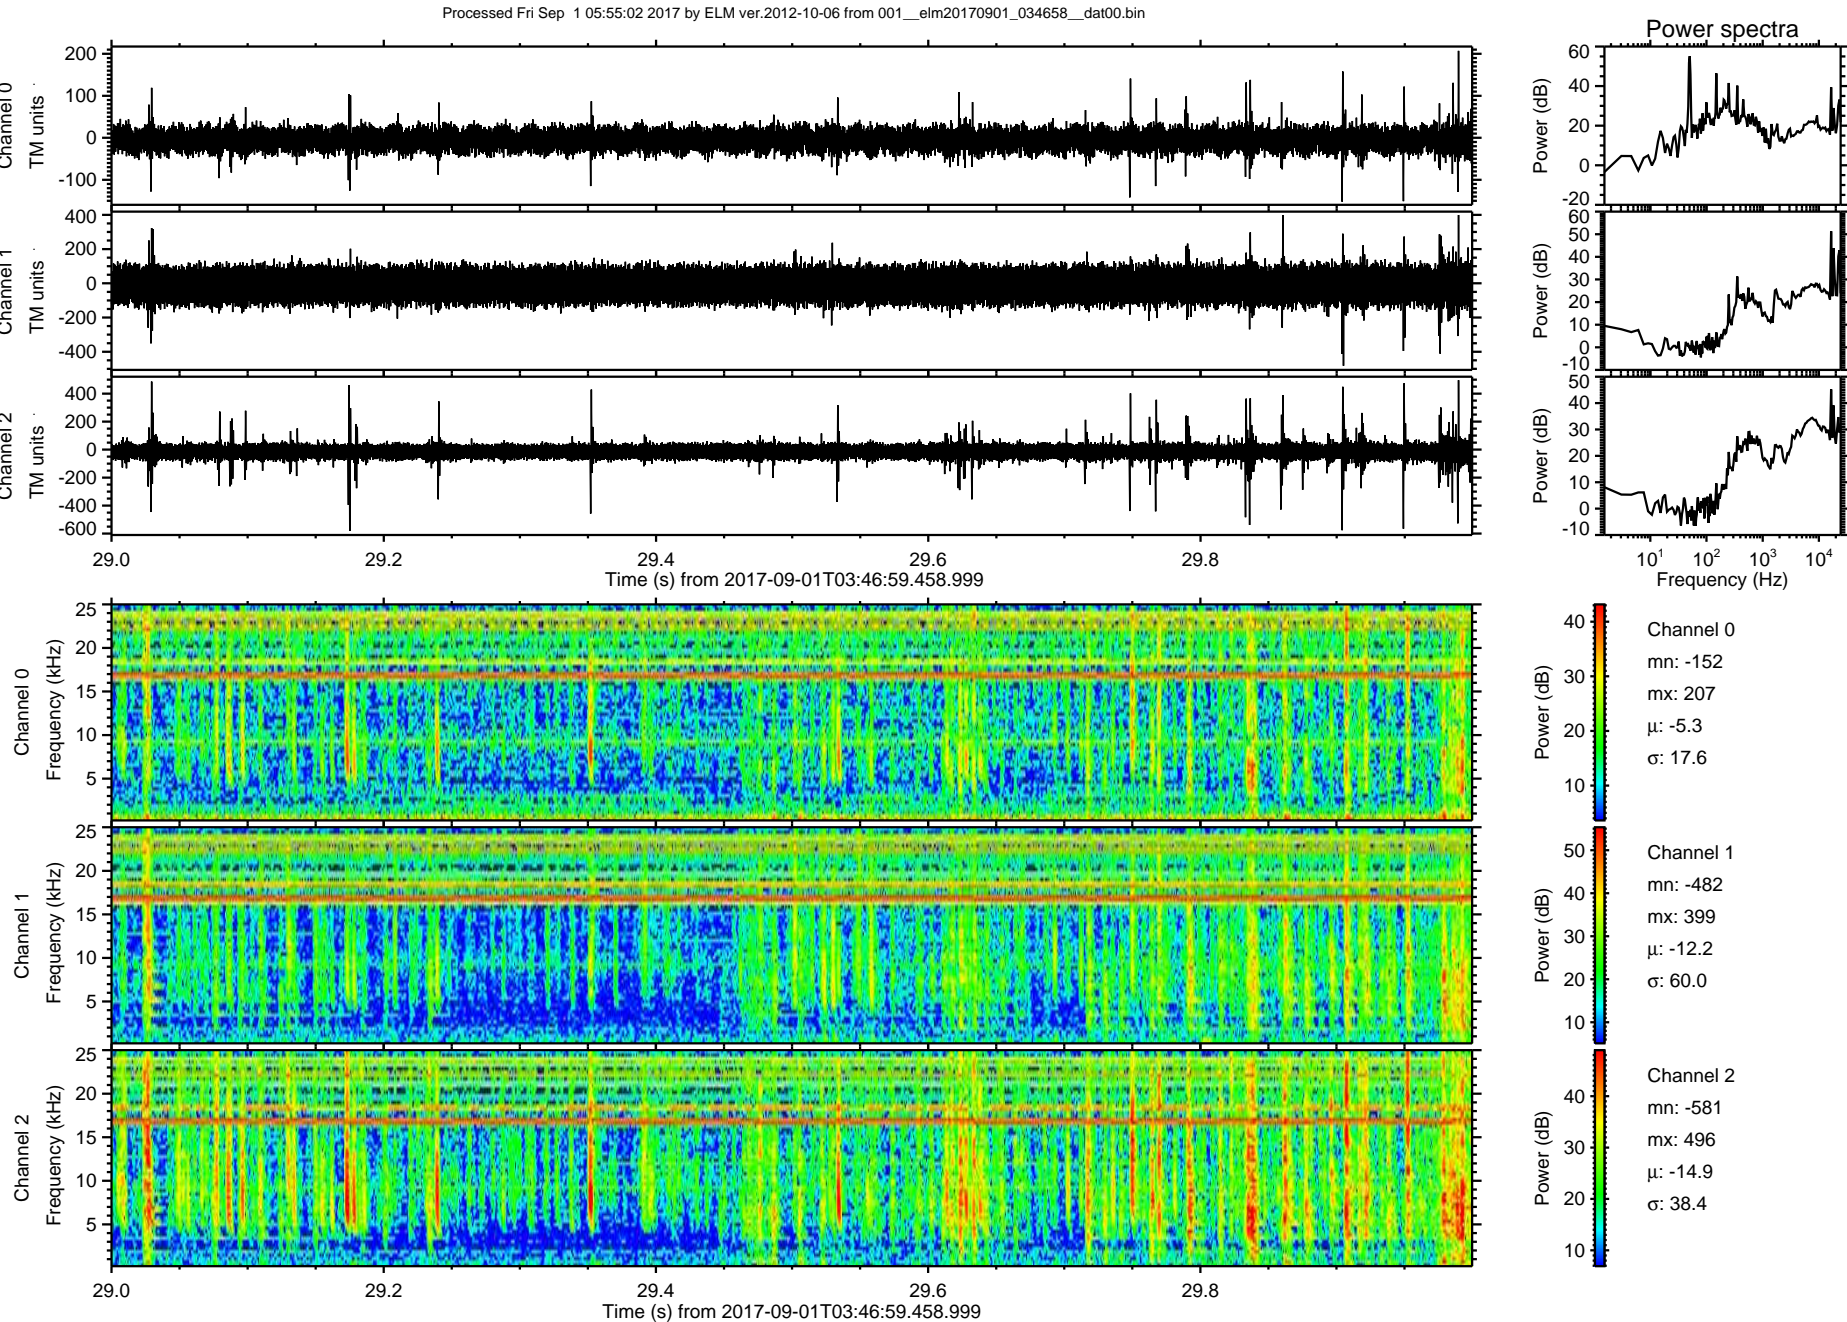 Processed Fri Sep  1 05:55:02 2017 by ELM ver.2012-10-06 from 001__elm20170901_034658__dat00.bin
Power spectra
Channel 0
TM units
200
100
0
-100
Power (dB)
60
40
20
0
-20
Channel 1
TM units
400
200
0
-200
-400
Power (dB)
60
50
40
30
20
10
0
-10
Channel 2
TM units
400
200
0
-200
-400
-600
Power (dB)
50
40
30
20
10
0
-10
29.0 29.2 29.4 29.6 29.8
Time (s) from 2017-09-01T03:46:59.458.999
10¹ 10² 10³ 10⁴
Frequency (Hz)
Channel 0
Frequency (kHz)
25
20
15
10
5
Power (dB)
40
30
20
10
Channel 0
mn: -152
mx: 207
μ: -5.3
σ: 17.6
Channel 1
Frequency (kHz)
25
20
15
10
5
Power (dB)
50
40
30
20
10
Channel 1
mn: -482
mx: 399
μ: -12.2
σ: 60.0
Channel 2
Frequency (kHz)
25
20
15
10
5
Power (dB)
40
30
20
10
Channel 2
mn: -581
mx: 496
μ: -14.9
σ: 38.4
29.0 29.2 29.4 29.6 29.8
Time (s) from 2017-09-01T03:46:59.458.999